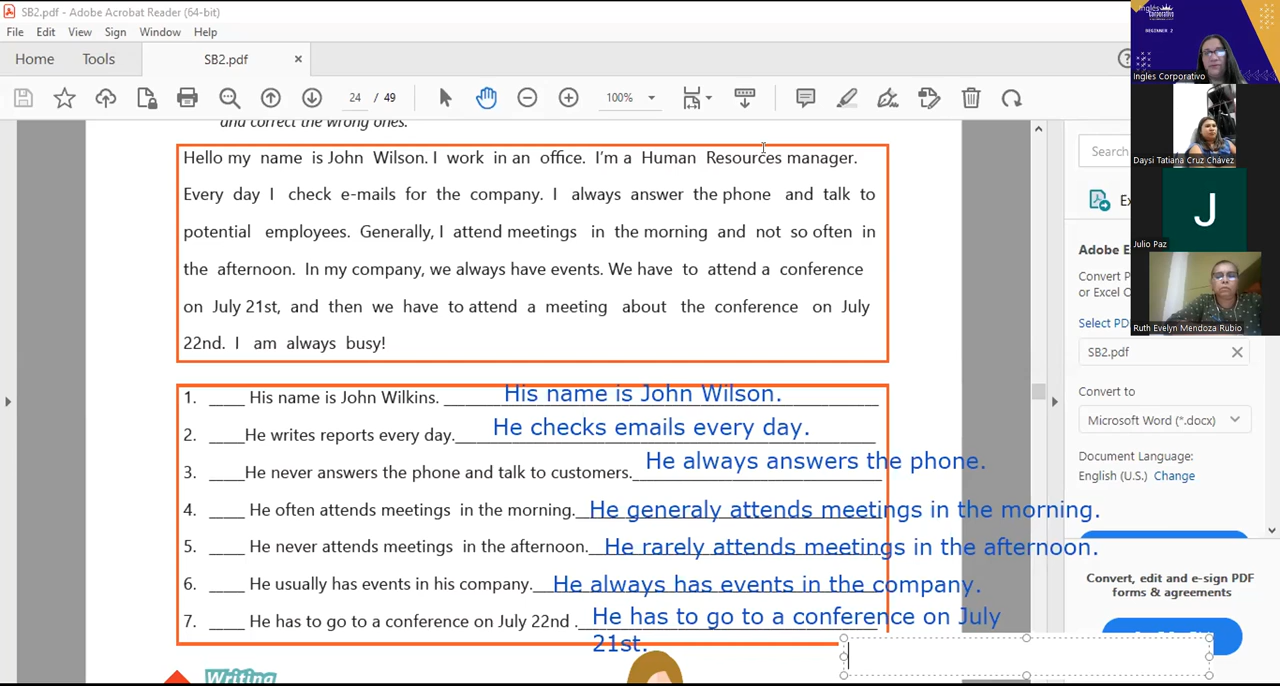 SB2.pdf - Adobe Acrobat Reader (64-bit)
File Edit View Sign Window Help
Home Tools SB2.pdf ×
24 / 49 100%
and correct the wrong ones.
Hello my name is John Wilson. I work in an office. I'm a Human Resources manager.
Every day I check e-mails for the company. I always answer the phone and talk to
potential employees. Generally, I attend meetings in the morning and not so often in
the afternoon. In my company, we always have events. We have to attend a conference
on July 21st, and then we have to attend a meeting about the conference on July
22nd. I am always busy!
1. ____ His name is John Wilkins. His name is John Wilson.
2. ____He writes reports every day. He checks emails every day.
3. ____He never answers the phone and talk to customers. He always answers the phone.
4. ____ He often attends meetings in the morning. He generaly attends meetings in the morning.
5. ____ He never attends meetings in the afternoon. He rarely attends meetings in the afternoon.
6. ____ He usually has events in his company. He always has events in the company.
7. ____ He has to go to a conference on July 22nd . He has to go to a conference on July
21st.
Writing
Inglés
Corporativo
BEGINNER 2
Ingles Corporativo
Daysi Tatiana Cruz Chávez
J
Julio Paz
Ruth Evelyn Mendoza Rubio
Search
Adobe E
Convert P
or Excel O
Select PD
SB2.pdf
Convert to
Microsoft Word (*.docx)
Document Language:
English (U.S.) Change
Convert, edit and e-sign PDF
forms & agreements